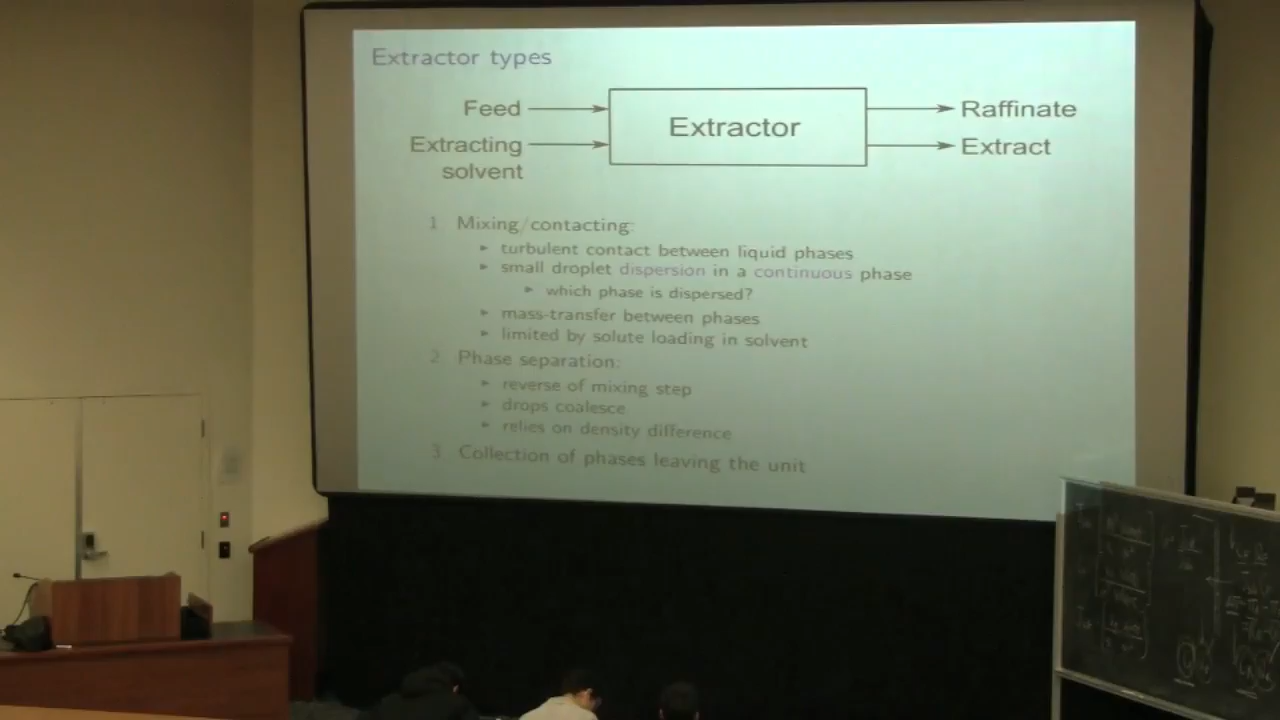 Extractor types
Feed
Extracting
solvent
Extractor
Raffinate
Extract
1 Mixing/contacting:
▸ turbulent contact between liquid phases
▸ small droplet dispersion in a continuous phase
▸ which phase is dispersed?
▸ mass-transfer between phases
▸ limited by solute loading in solvent
2 Phase separation:
▸ reverse of mixing step
▸ drops coalesce
▸ relies on density difference
3 Collection of phases leaving the unit